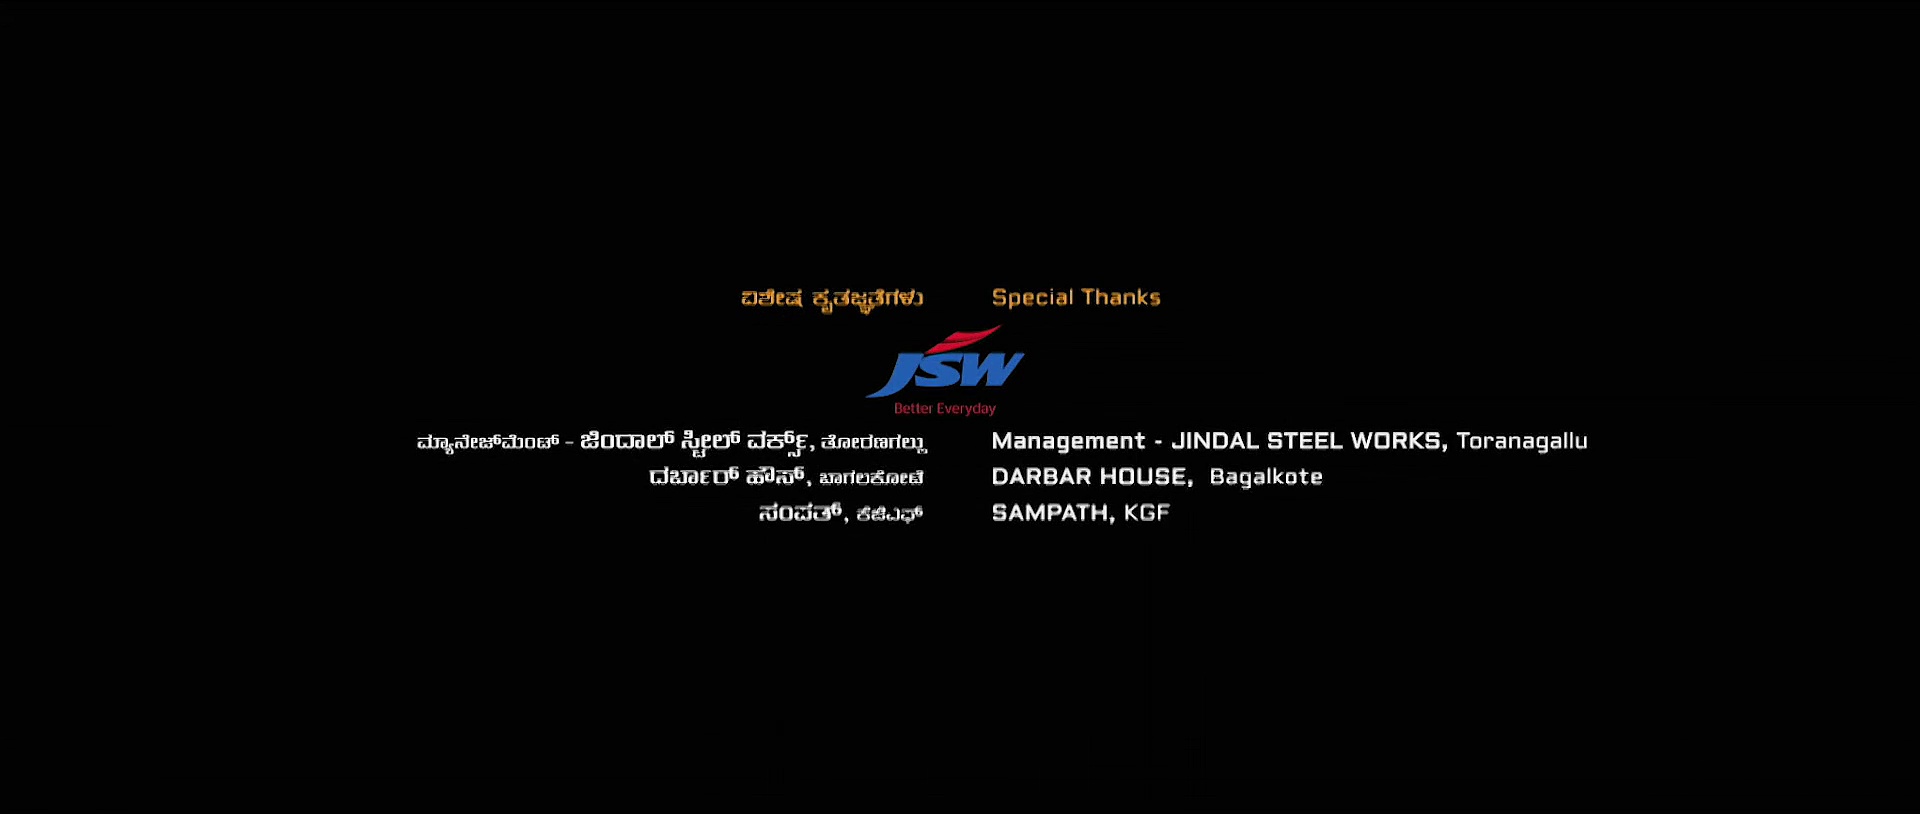 ವಿಶೇಷ ಕೃತಜ್ಞತೆಗಳು Special Thanks
JSW
Better Everyday
ಮ್ಯಾನೇಜ್‌ಮೆಂಟ್ - ಜಿಂದಾಲ್ ಸ್ಟೀಲ್ ವರ್ಕ್ಸ್, ತೋರಣಗಲ್ಲು Management - JINDAL STEEL WORKS, Toranagallu
ದರ್ಬಾರ್ ಹೌಸ್, ಬಾಗಲಕೋಟೆ DARBAR HOUSE, Bagalkote
ಸಂಪತ್, ಕೆಜಿಎಫ್ SAMPATH, KGF